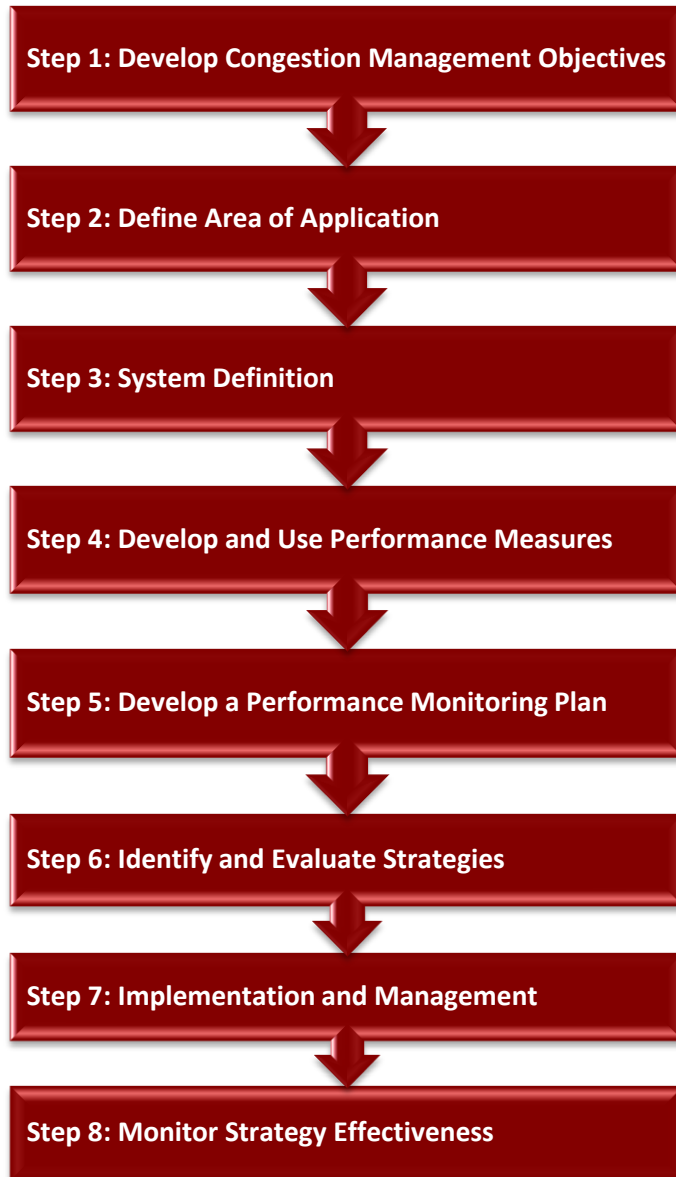 Step 1: Develop Congestion Management Objectives
Step 2: Define Area of Application
Step 3: System Definition
Step 4: Develop and Use Performance Measures
Step 5: Develop a Performance Monitoring Plan
Step 6: Identify and Evaluate Strategies
Step 7: Implementation and Management
Step 8: Monitor Strategy Effectiveness